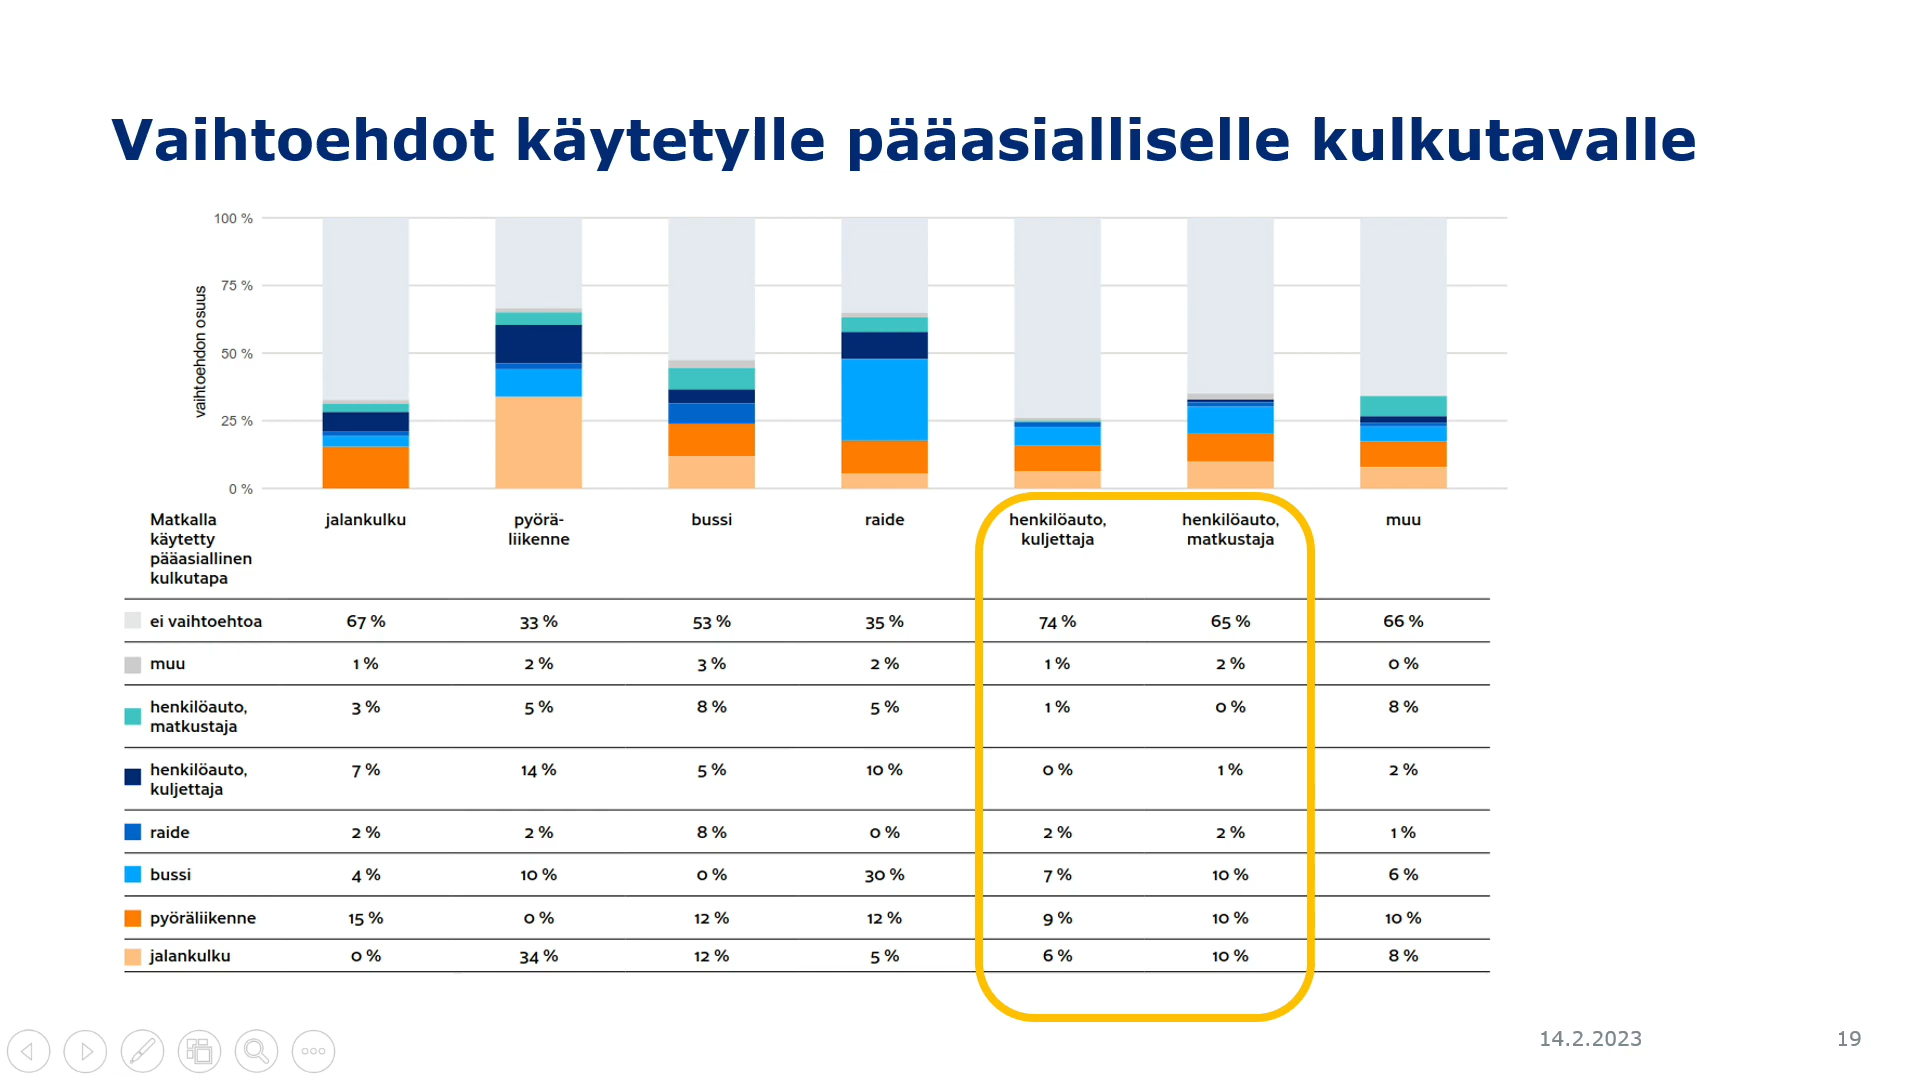 Vaihtoehdot käytetylle pääasialliselle kulkutavalle
vaihtoehdon osuus
100 %
75 %
50 %
25 %
0 %
Matkalla
käytetty
pääasiallinen
kulkutapa
jalankulku
pyörä-
liikenne
bussi
raide
henkilöauto,
kuljettaja
henkilöauto,
matkustaja
muu
ei vaihtoehtoa 67 % 33 % 53 % 35 % 74 % 65 % 66 %
muu 1 % 2 % 3 % 2 % 1 % 2 % 0 %
henkilöauto,
matkustaja 3 % 5 % 8 % 5 % 1 % 0 % 8 %
henkilöauto,
kuljettaja 7 % 14 % 5 % 10 % 0 % 1 % 2 %
raide 2 % 2 % 8 % 0 % 2 % 2 % 1 %
bussi 4 % 10 % 0 % 30 % 7 % 10 % 6 %
pyöräliikenne 15 % 0 % 12 % 12 % 9 % 10 % 10 %
jalankulku 0 % 34 % 12 % 5 % 6 % 10 % 8 %
14.2.2023
19